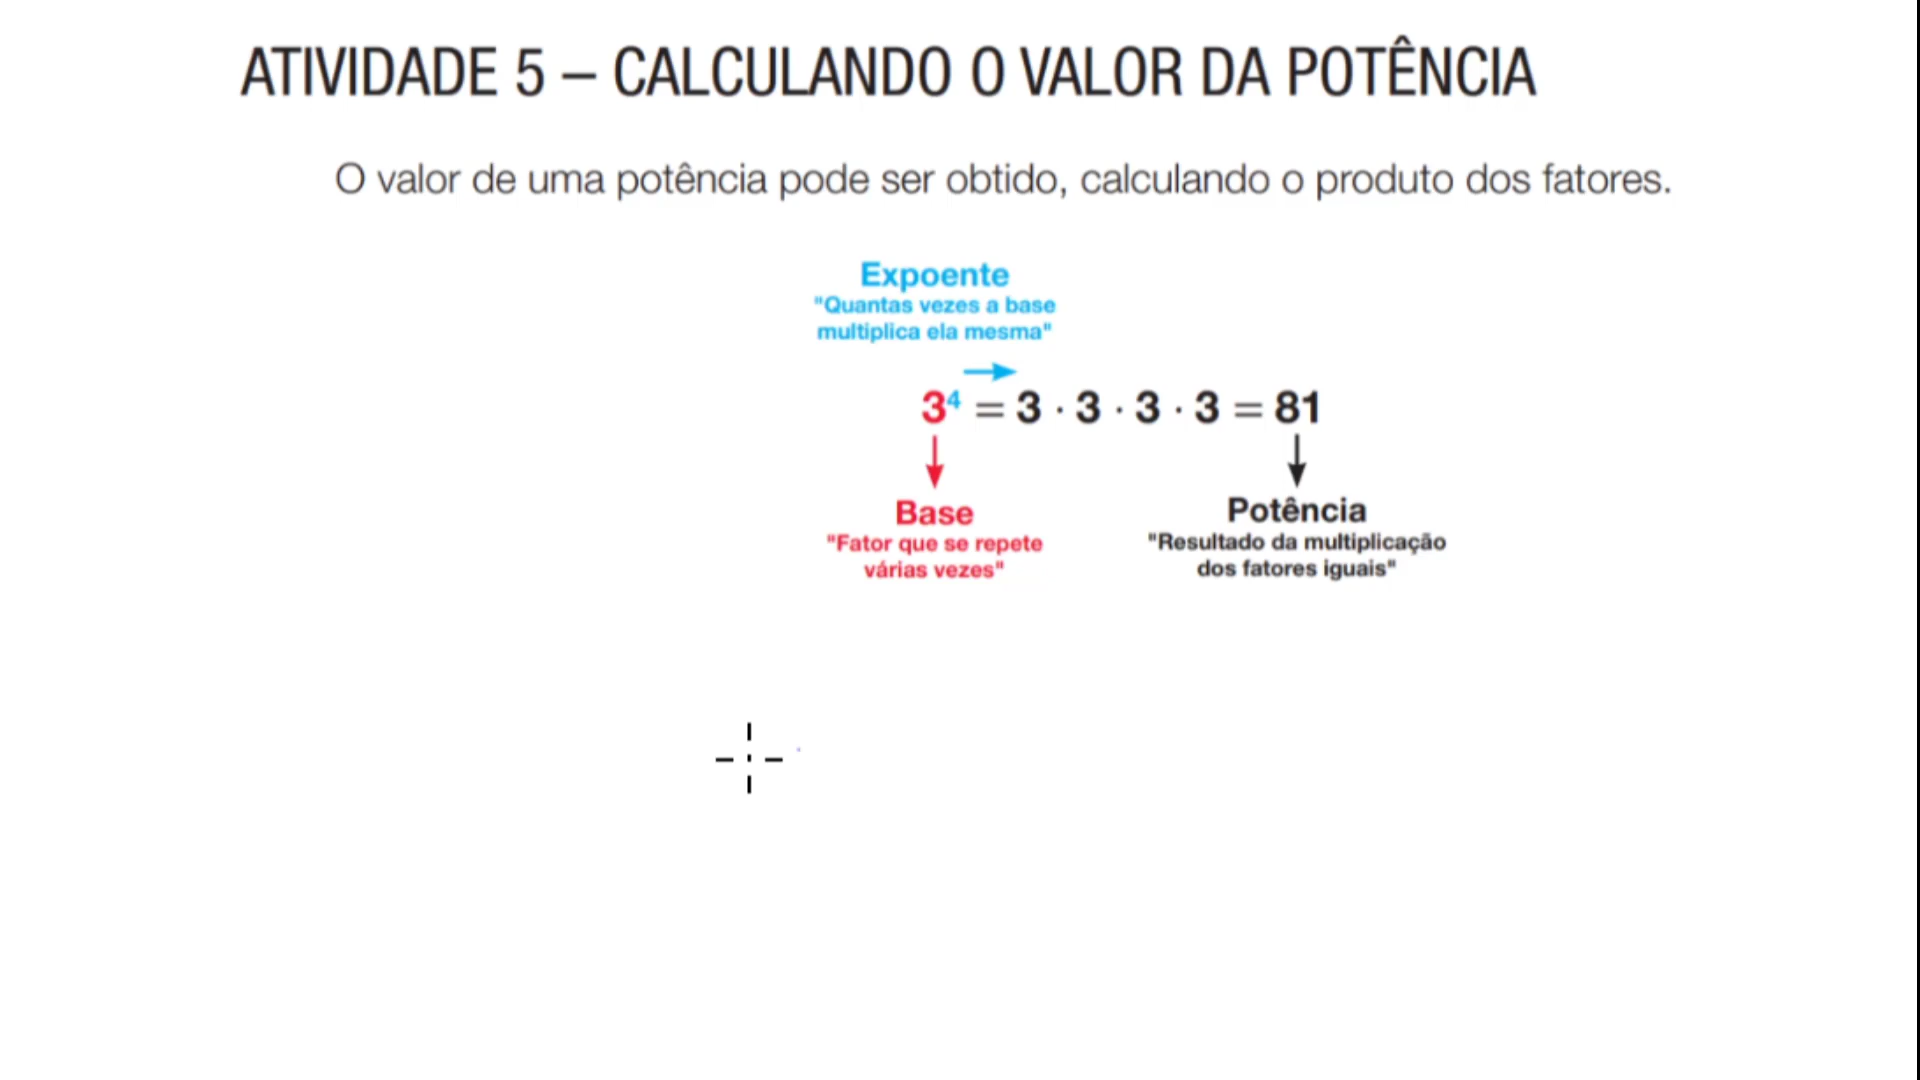 ATIVIDADE 5 – CALCULANDO O VALOR DA POTÊNCIA
O valor de uma potência pode ser obtido, calculando o produto dos fatores.
Expoente
"Quantas vezes a base
multiplica ela mesma"
3⁴ = 3 · 3 · 3 · 3 = 81
Base
"Fator que se repete
várias vezes"
Potência
"Resultado da multiplicação
dos fatores iguais"